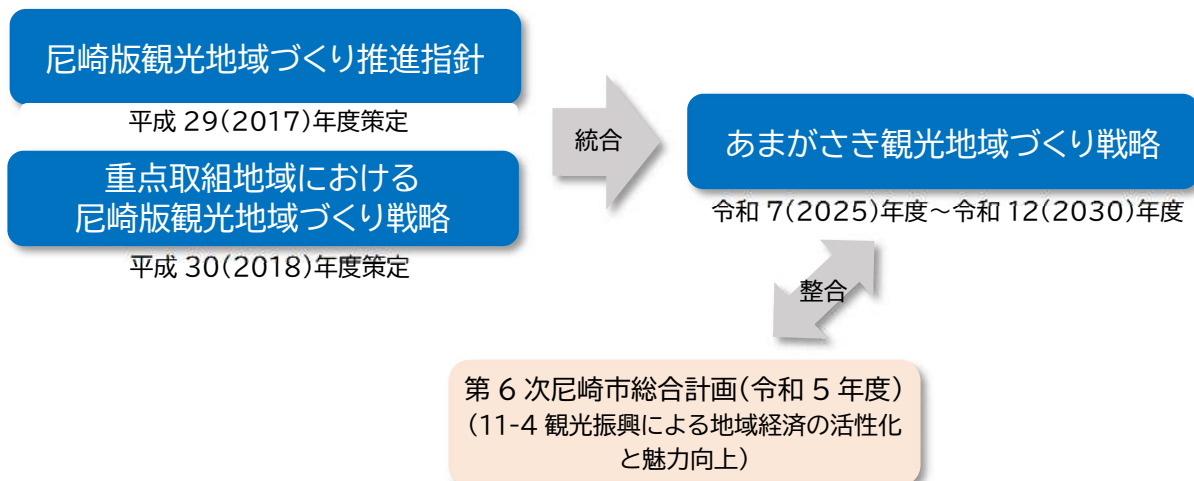 尼崎版観光地域づくり推進指針
平成 29(2017)年度策定
重点取組地域における
尼崎版観光地域づくり戦略
平成 30(2018)年度策定
統合
あまがさき観光地域づくり戦略
令和 7(2025)年度～令和 12(2030)年度
整合
第 6 次尼崎市総合計画(令和 5 年度)
(11-4 観光振興による地域経済の活性化
と魅力向上)